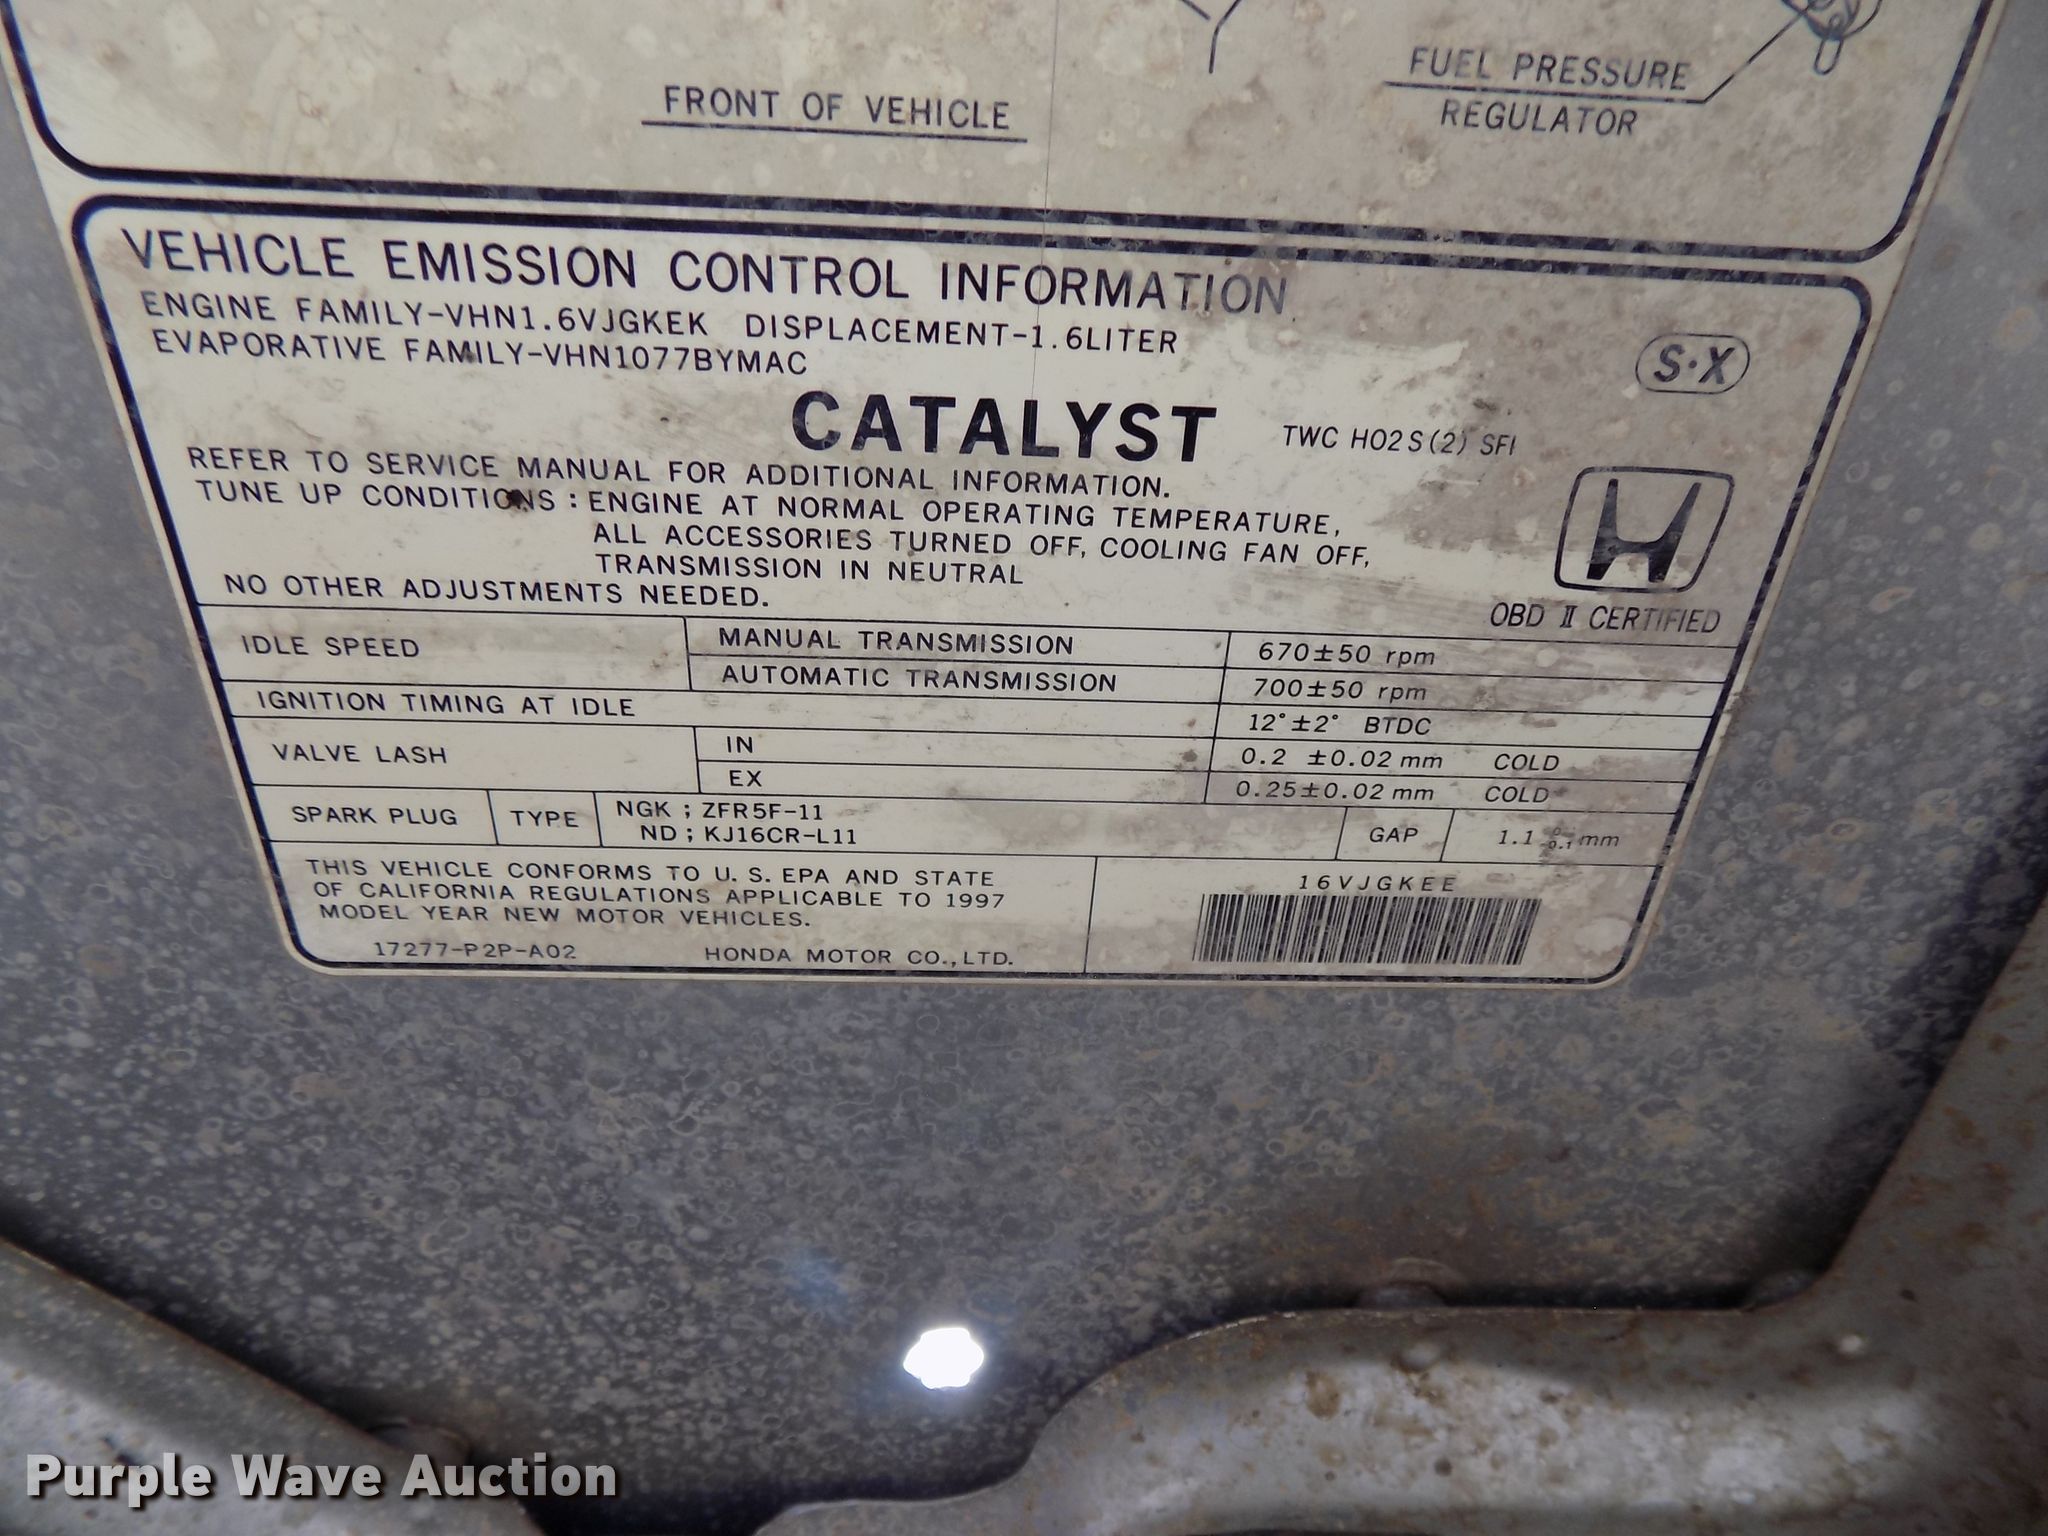 FRONT OF VEHICLE
FUEL PRESSURE
REGULATOR
VEHICLE EMISSION CONTROL INFORMATION
ENGINE FAMILY-VHN1.6VJGKEK DISPLACEMENT-1.6LITER
EVAPORATIVE FAMILY-VHN1077BYMAC
S·X
CATALYST TWC HO2S(2) SFI
REFER TO SERVICE MANUAL FOR ADDITIONAL INFORMATION.
TUNE UP CONDITIONS : ENGINE AT NORMAL OPERATING TEMPERATURE,
ALL ACCESSORIES TURNED OFF, COOLING FAN OFF,
TRANSMISSION IN NEUTRAL
NO OTHER ADJUSTMENTS NEEDED.
OBD II CERTIFIED
IDLE SPEED MANUAL TRANSMISSION 670±50 rpm
AUTOMATIC TRANSMISSION 700±50 rpm
IGNITION TIMING AT IDLE 12°±2° BTDC
VALVE LASH IN 0.2 ±0.02 mm COLD
EX 0.25±0.02 mm COLD
SPARK PLUG TYPE NGK ; ZFR5F-11
ND ; KJ16CR-L11
GAP 1.1 0 -0.1 mm
THIS VEHICLE CONFORMS TO U. S. EPA AND STATE
OF CALIFORNIA REGULATIONS APPLICABLE TO 1997
MODEL YEAR NEW MOTOR VEHICLES.
17277-P2P-A02 HONDA MOTOR CO., LTD.
16VJGKEE
Purple Wave Auction